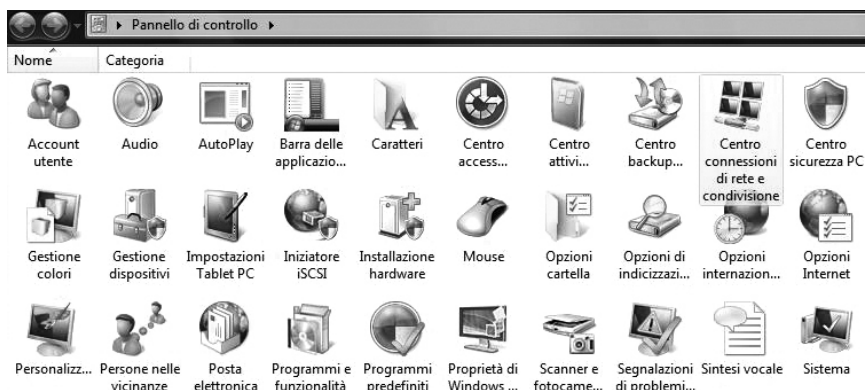 Pannello di controllo
Nome Categoria
Account Audio AutoPlay Barra delle Caratteri Centro Centro Centro Centro Centro
utente applicazio... access... attivi... backup... connessioni sicurezza PC
di rete e
condivisione
Gestione Gestione Impostazioni Iniziatore Installazione Mouse Opzioni Opzioni di Opzioni Opzioni
colori dispositivi Tablet PC iSCSI hardware cartella indicizzazi... internazion... Internet
Personalizz... Persone nelle Posta Programmi e Programmi Proprietà di Scanner e Segnalazioni Sintesi vocale Sistema
vicinanze elettronica funzionalità predefiniti Windows ... fotocame... di problemi...